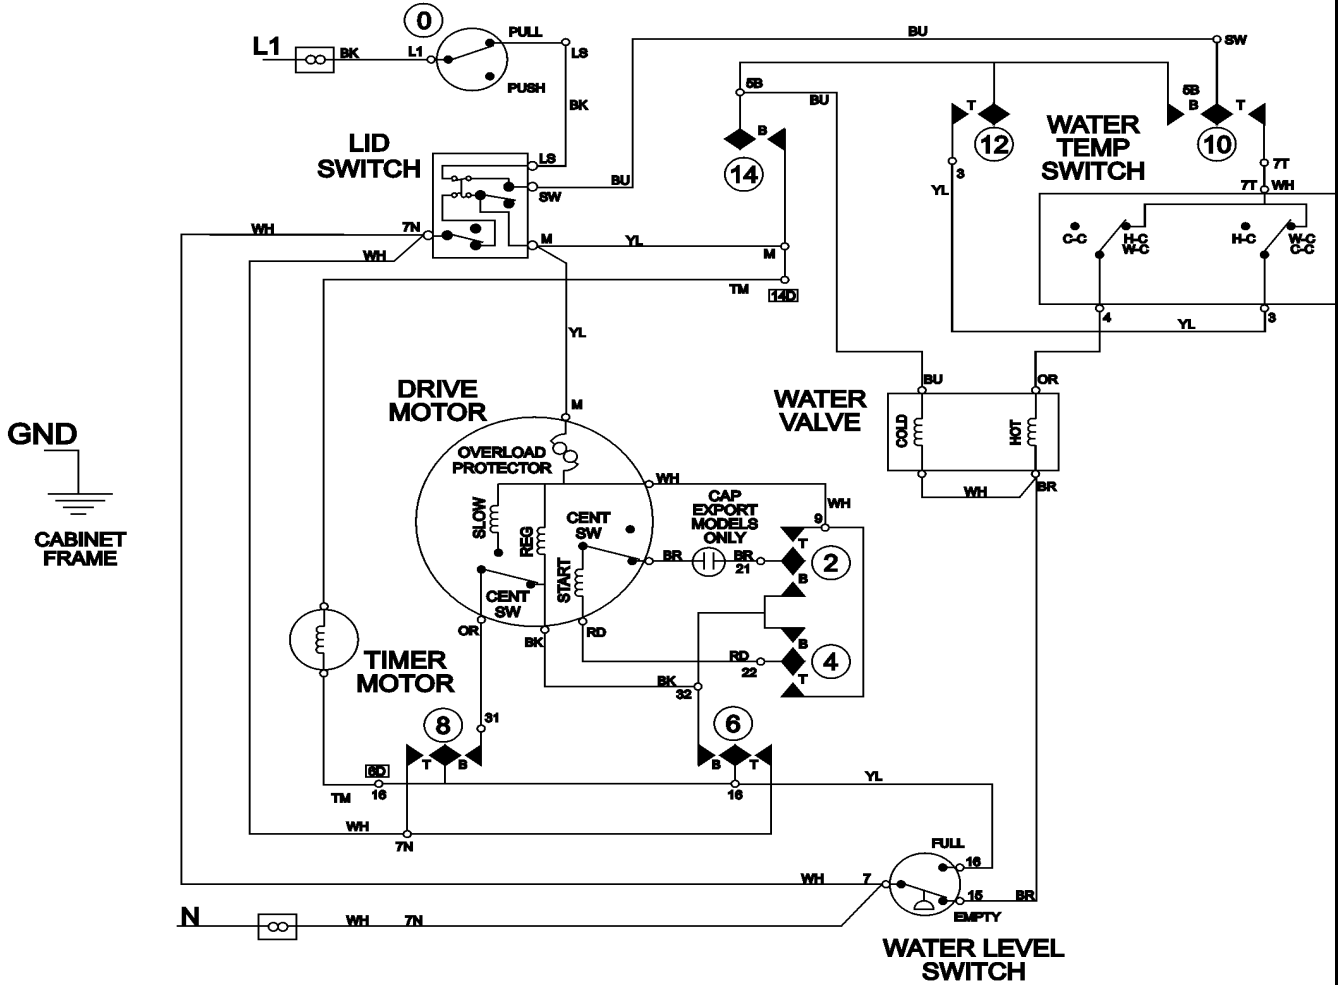 0
PULL
BU
SW
L1
BK
L1
LS
PUSH
5B
BU
5B
BK
B
T
B
T
WATER
TEMP
SWITCH
LID
SWITCH
12
10
LS
14
3
7T
BU
YL
7T
WH
SW
WH
7N
M
YL
M
C-C
H-C
W-C
H-C
W-C
C-C
WH
TM
14D
4
3
YL
YL
DRIVE
MOTOR
M
BU
OR
WATER
VALVE
COLD
HOT
GND
OVERLOAD
PROTECTOR
WH
WH
BR
CAP
EXPORT
MODELS
ONLY
WH
SLOW
REG
CENT
SW
9
CABINET
FRAME
T
BR
BR
21
2
START
B
CENT
SW
OR
BK
RD
B
RD
22
4
T
TIMER
MOTOR
BK
32
8
31
6
T
B
B
T
6D
TM
16
16
YL
WH
7N
FULL
16
WH
7
15
BR
N
WH
7N
EMPTY
WATER LEVEL
SWITCH